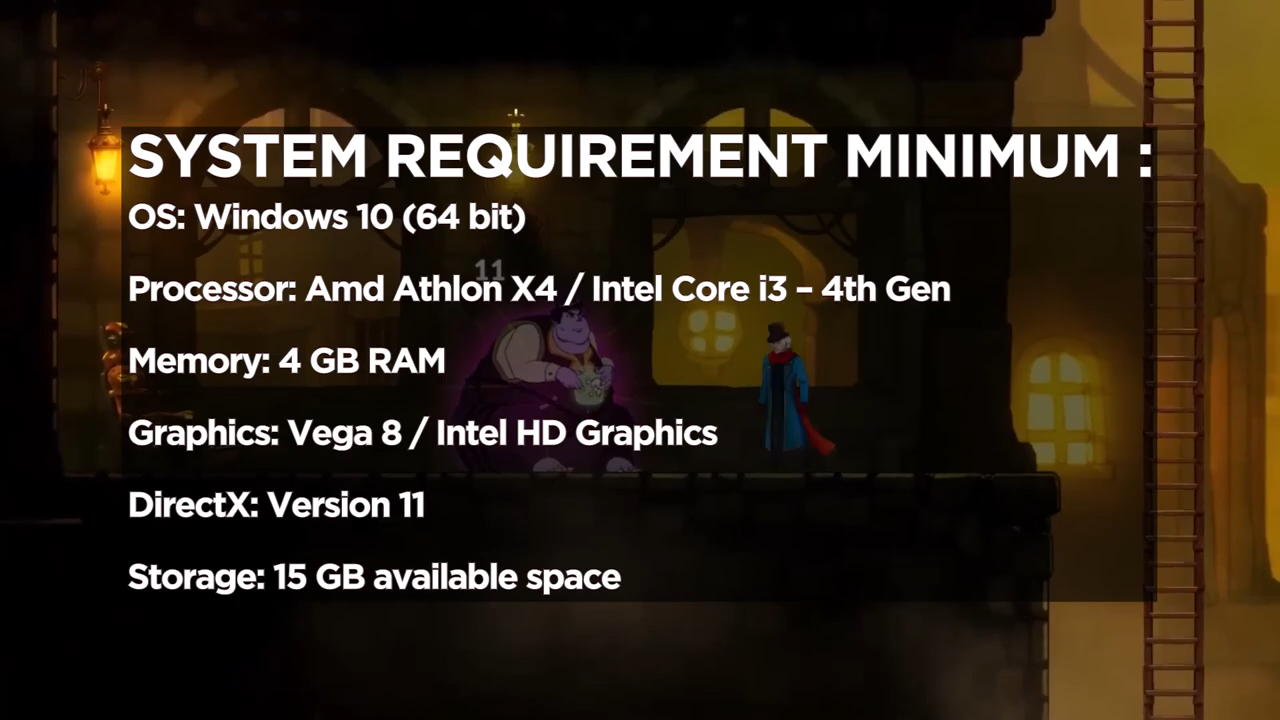 SYSTEM REQUIREMENT MINIMUM :
OS: Windows 10 (64 bit)
11
Processor: Amd Athlon X4 / Intel Core i3 – 4th Gen
Memory: 4 GB RAM
Graphics: Vega 8 / Intel HD Graphics
DirectX: Version 11
Storage: 15 GB available space